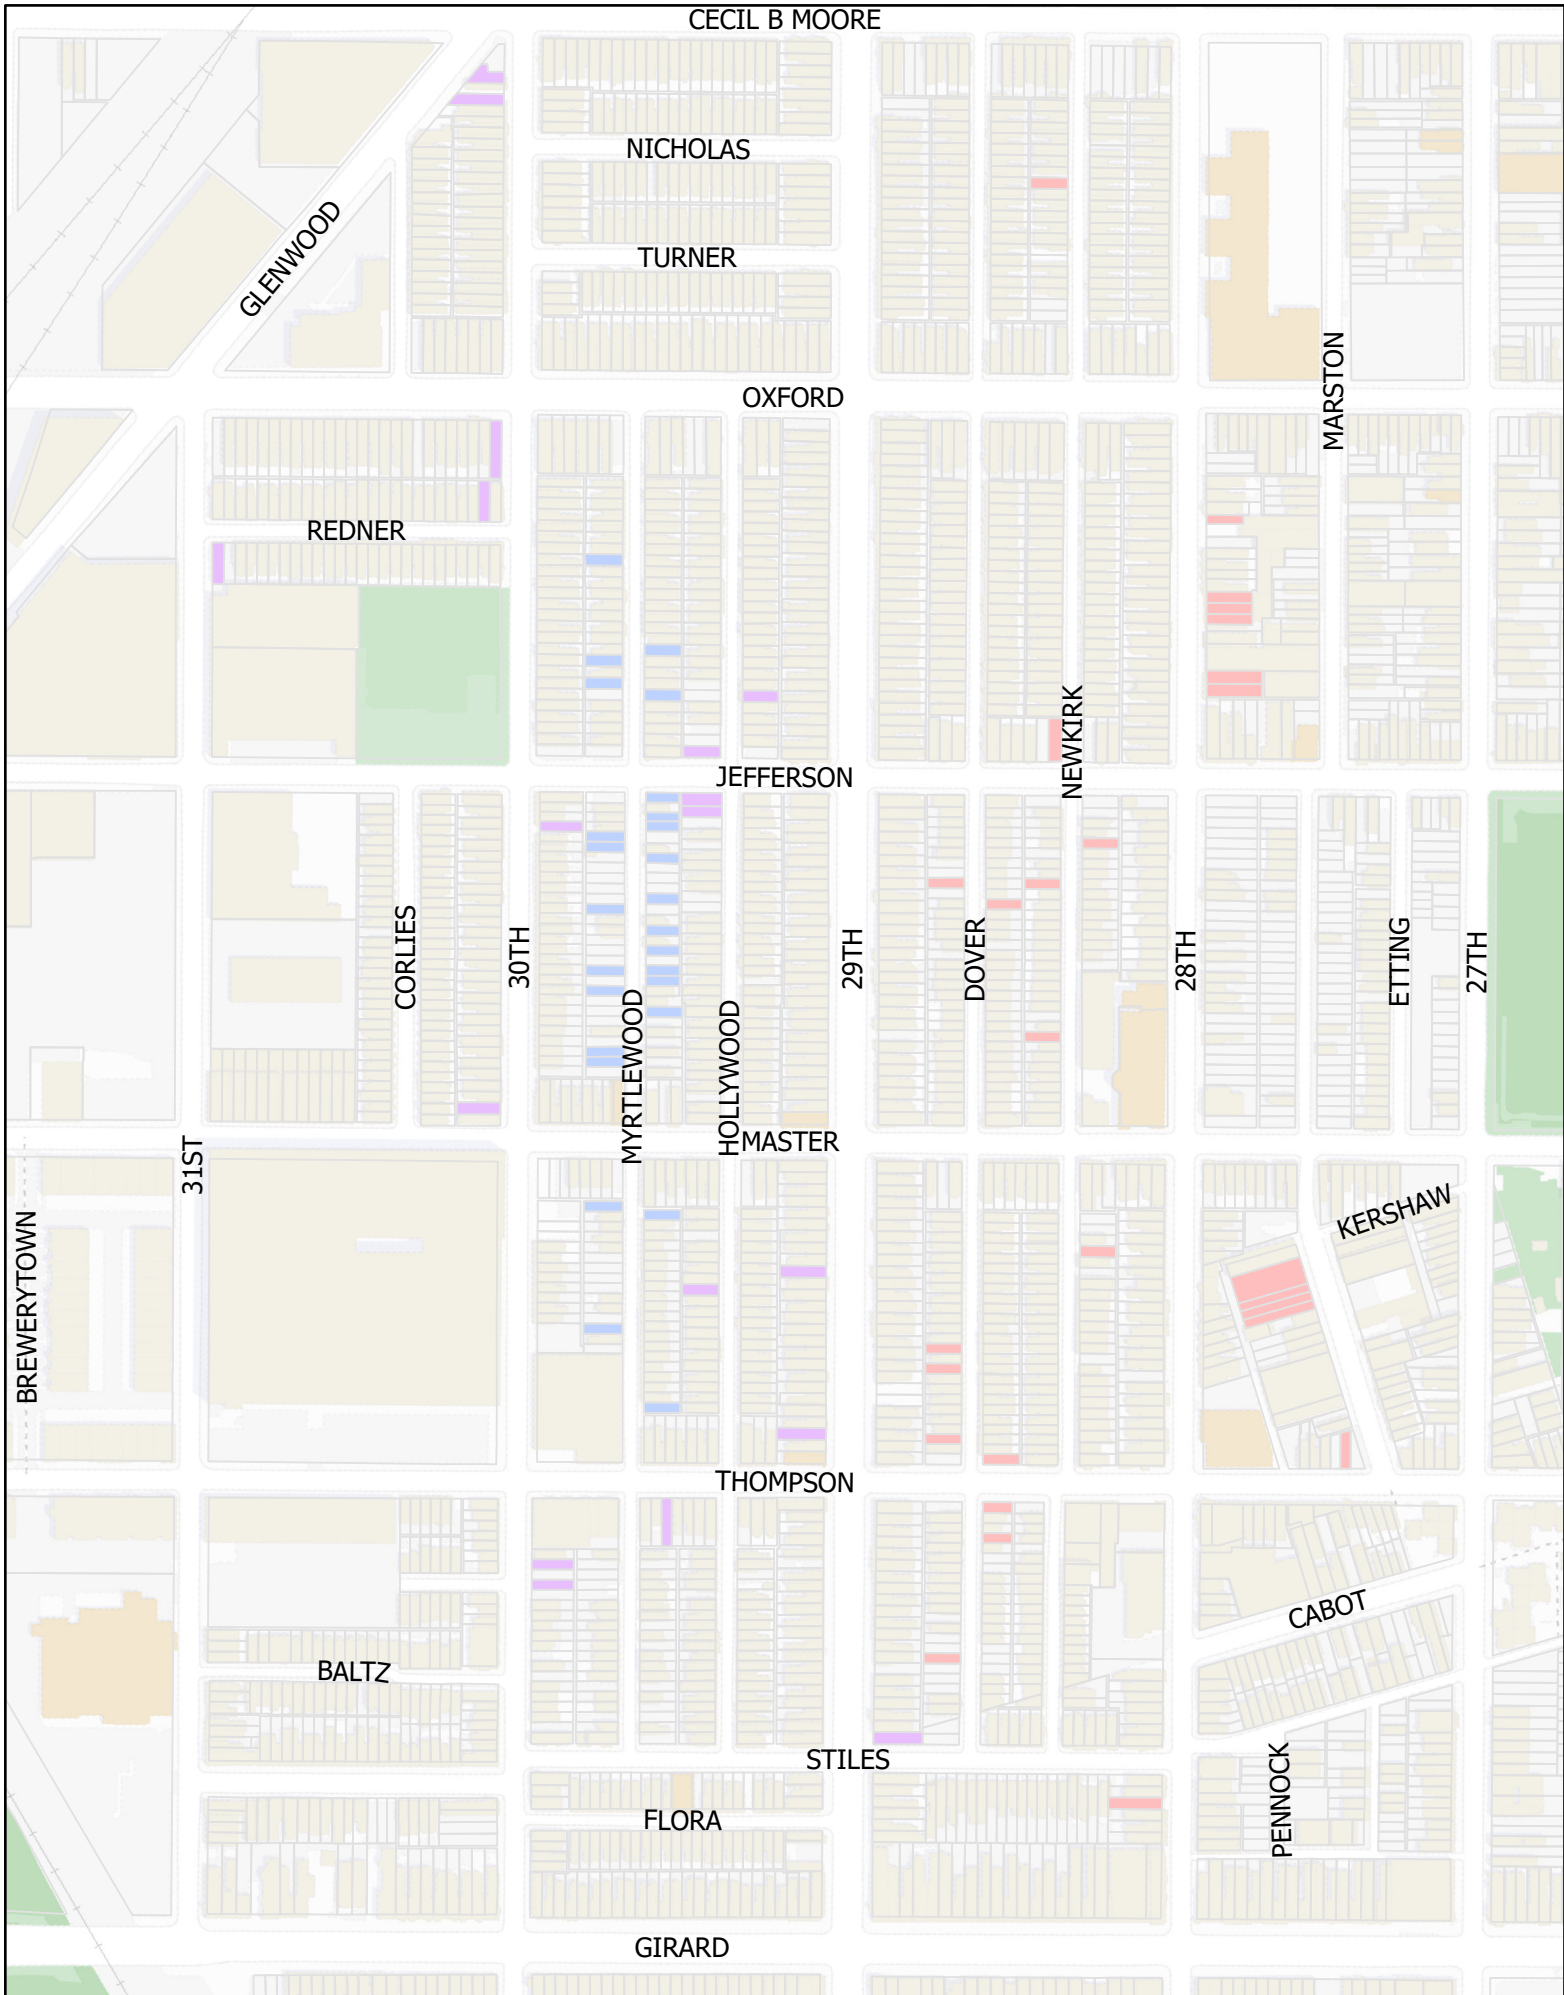 CECIL B MOORE
NICHOLAS
GLENWOOD
TURNER
MARSTON
OXFORD
REDNER
NEWKIRK
JEFFERSON
CORLIES
30TH
MYRTLEWOOD
HOLLYWOOD
29TH
DOVER
28TH
ETTING
27TH
MASTER
31ST
KERSHAW
BREWERYTOWN
THOMPSON
CABOT
BALTZ
STILES
PENNOCK
FLORA
GIRARD